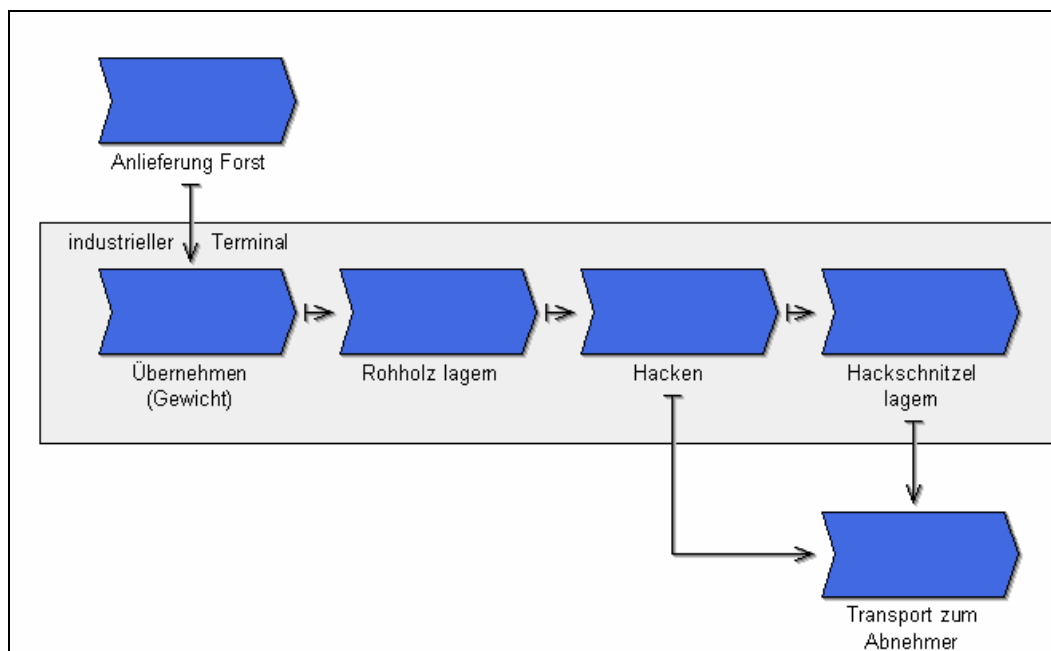 Anlieferung Forst
industrieller Terminal
Übernehmen
(Gewicht)
Rohholz lagern
Hacken
Hackschnitzel
lagern
Transport zum
Abnehmer